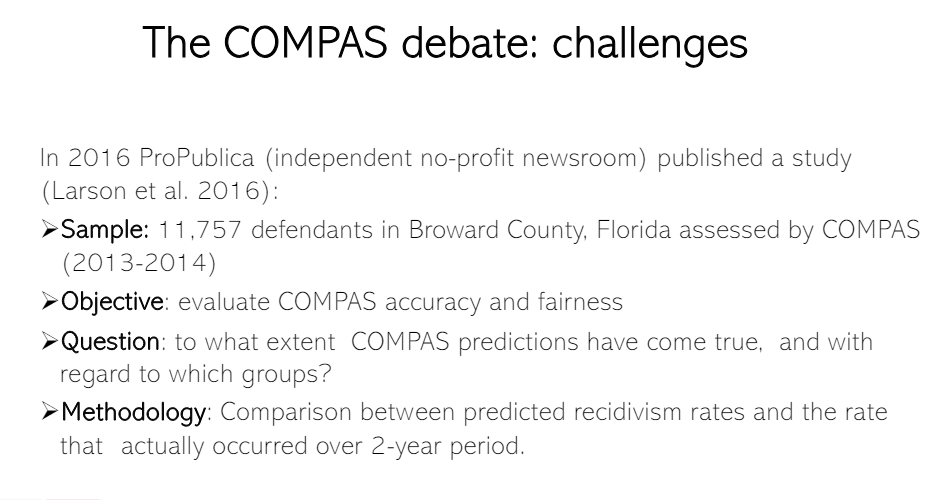 The COMPAS debate: challenges
In 2016 ProPublica (independent no-profit newsroom) published a study
(Larson et al. 2016):
➢Sample: 11,757 defendants in Broward County, Florida assessed by COMPAS
(2013-2014)
➢Objective: evaluate COMPAS accuracy and fairness
➢Question: to what extent  COMPAS predictions have come true,  and with
regard to which groups?
➢Methodology: Comparison between predicted recidivism rates and the rate
that  actually occurred over 2-year period.